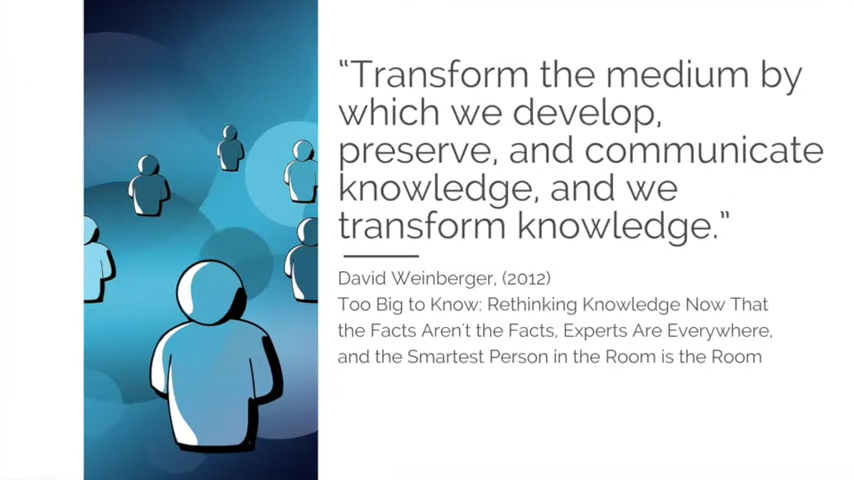 “Transform the medium by
which we develop,
preserve, and communicate
knowledge, and we
transform knowledge.”
David Weinberger, (2012)
Too Big to Know: Rethinking Knowledge Now That
the Facts Aren't the Facts, Experts Are Everywhere,
and the Smartest Person in the Room is the Room